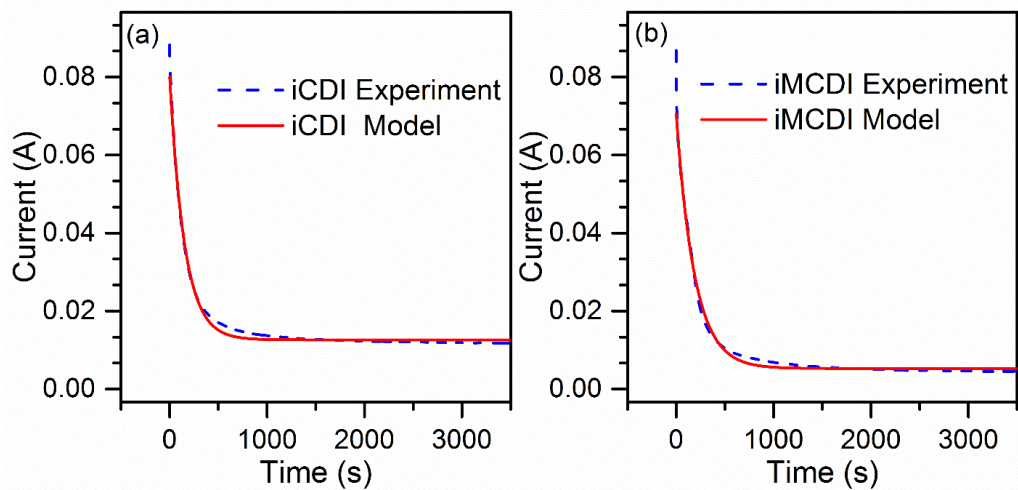 (a)
iCDI Experiment
iCDI Model
Current (A)
0.08
0.06
0.04
0.02
0.00
0 1000 2000 3000
Time (s)
(b)
iMCDI Experiment
iMCDI Model
Current (A)
0.08
0.06
0.04
0.02
0.00
0 1000 2000 3000
Time (s)